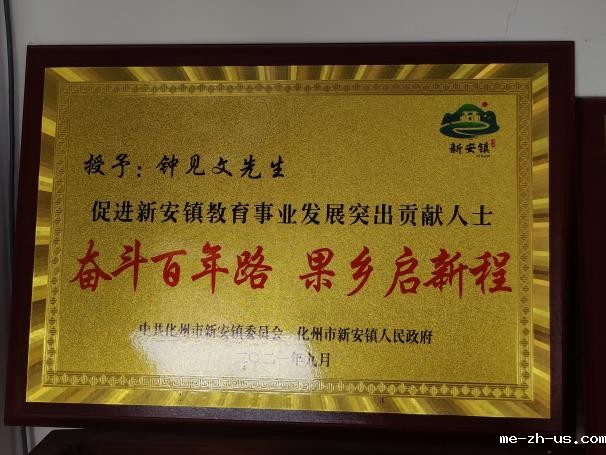 新安镇
授予：钟见文先生
促进新安镇教育事业发展突出贡献人士
奋斗百年路 果乡启新程
中共化州市新安镇委员会 化州市新安镇人民政府
二〇二一年九月
me-zh-us.com